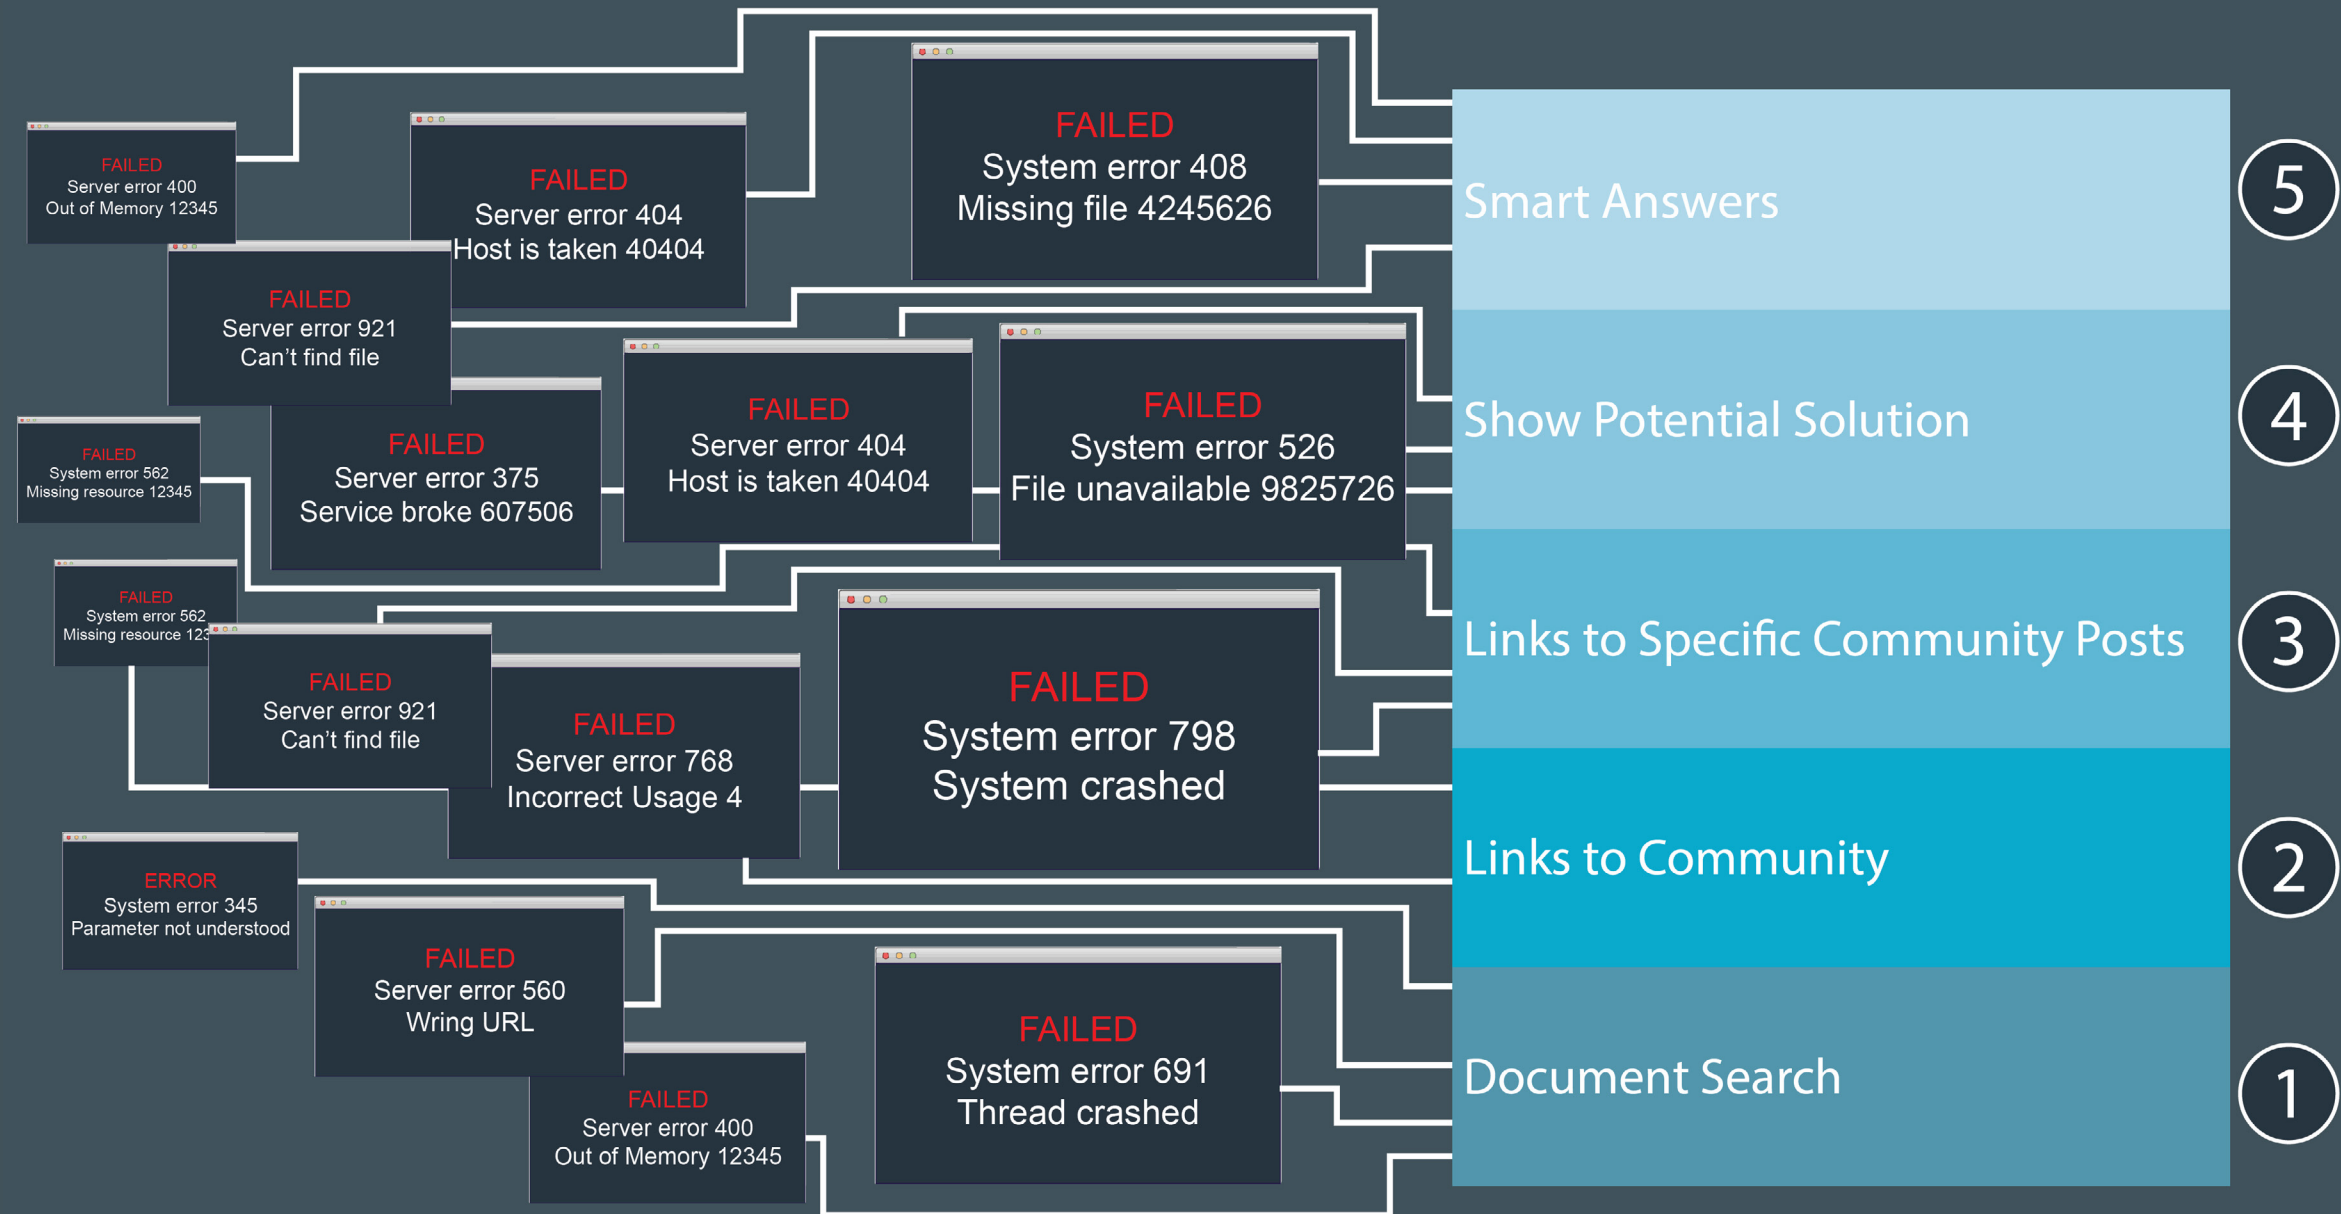 FAILED
Server error 400
Out of Memory 12345
FAILED
Server error 404
Host is taken 40404
FAILED
System error 408
Missing file 4245626
FAILED
Server error 921
Can't find file
FAILED
System error 562
Missing resource 12345
FAILED
Server error 375
Service broke 607506
FAILED
Server error 404
Host is taken 40404
FAILED
System error 526
File unavailable 9825726
FAILED
System error 562
Missing resource 123
FAILED
Server error 921
Can't find file
FAILED
Server error 768
Incorrect Usage 4
FAILED
System error 798
System crashed
ERROR
System error 345
Parameter not understood
FAILED
Server error 560
Wring URL
FAILED
Server error 400
Out of Memory 12345
FAILED
System error 691
Thread crashed
Smart Answers
5
Show Potential Solution
4
Links to Specific Community Posts
3
Links to Community
2
Document Search
1